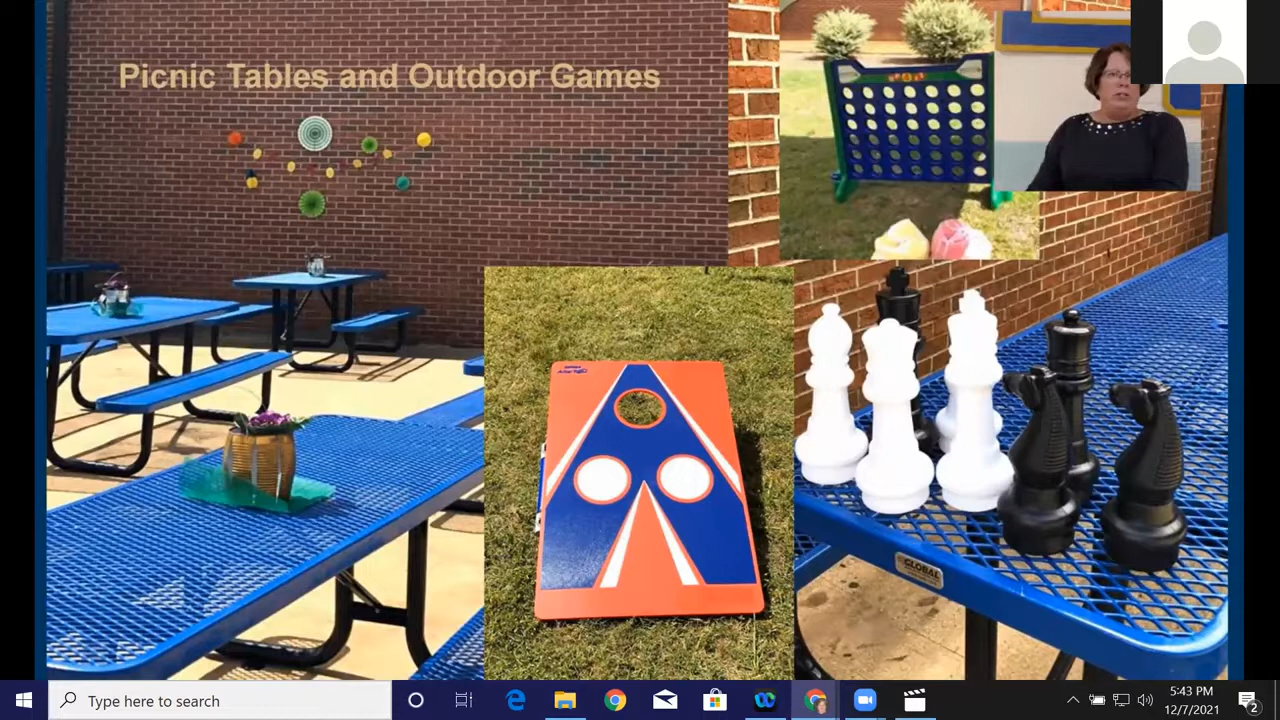 Picnic Tables and Outdoor Games
GLOBAL
Type here to search
5:43 PM
12/7/2021
2